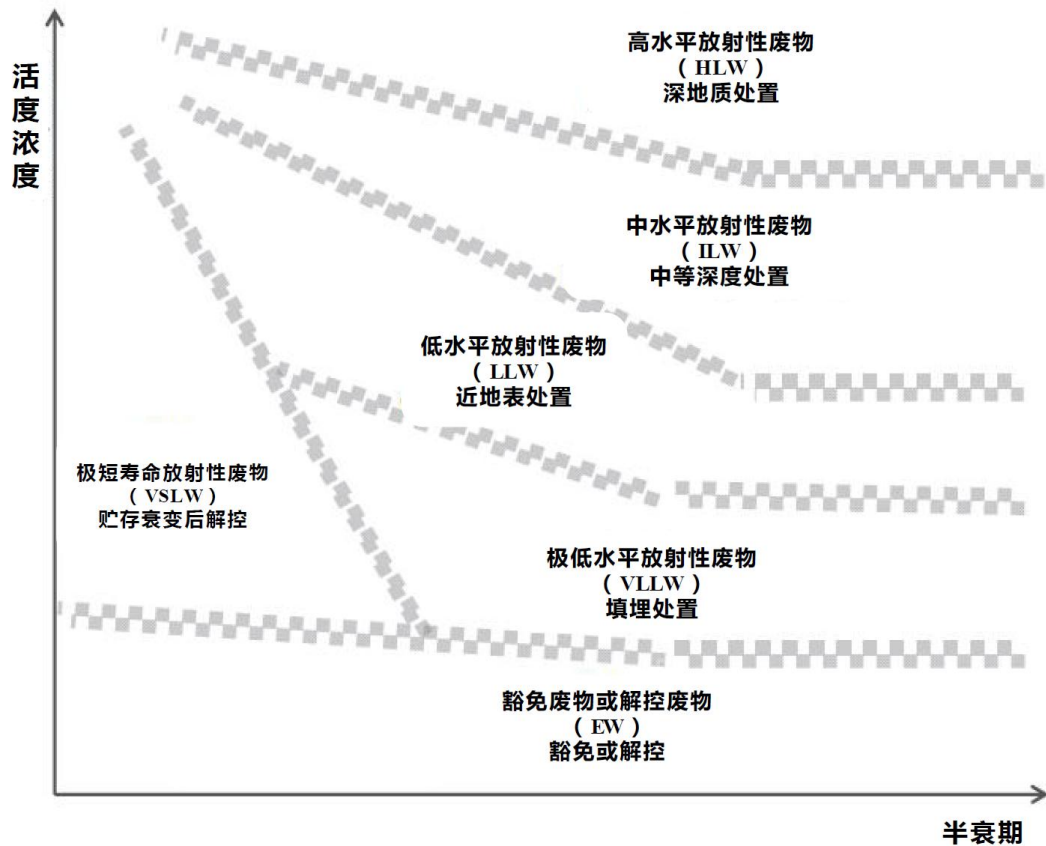 活度浓度
高水平放射性废物
（HLW）
深地质处置
中水平放射性废物
（ILW）
中等深度处置
低水平放射性废物
（LLW）
近地表处置
极短寿命放射性废物
（VSLW）
贮存衰变后解控
极低水平放射性废物
（VLLW）
填埋处置
豁免废物或解控废物
（EW）
豁免或解控
半衰期